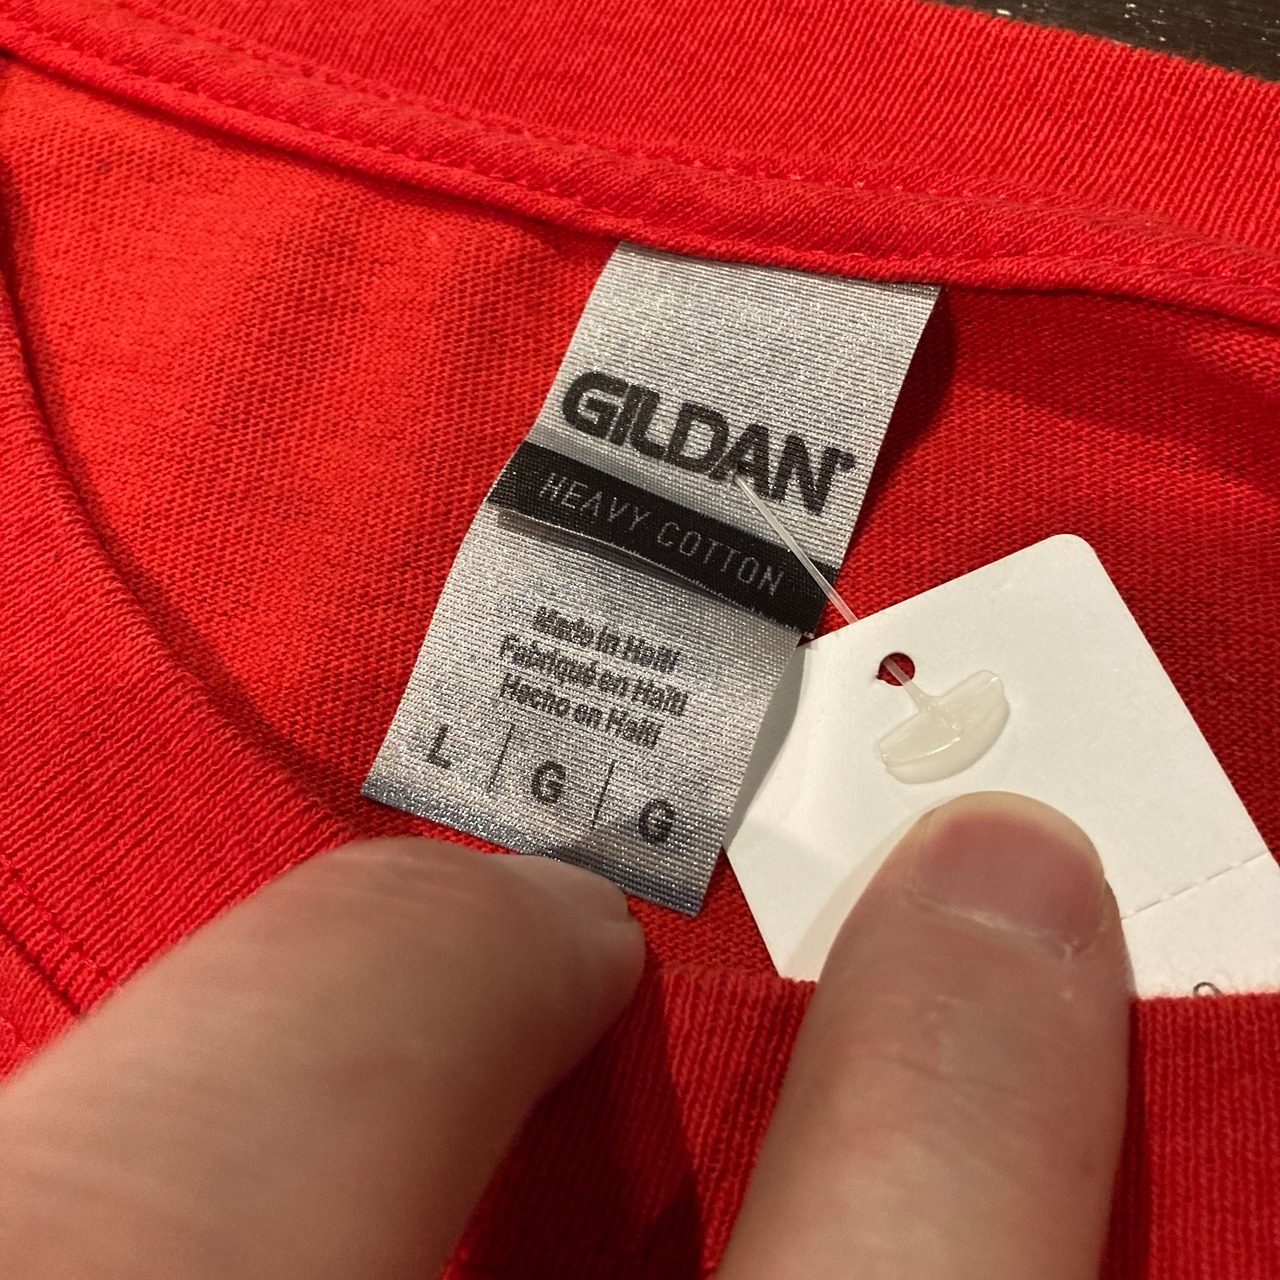 GILDAN®
HEAVY COTTON
Made in Haiti
Fabriqué en Haïti
Hecho en Haití
L | G | G